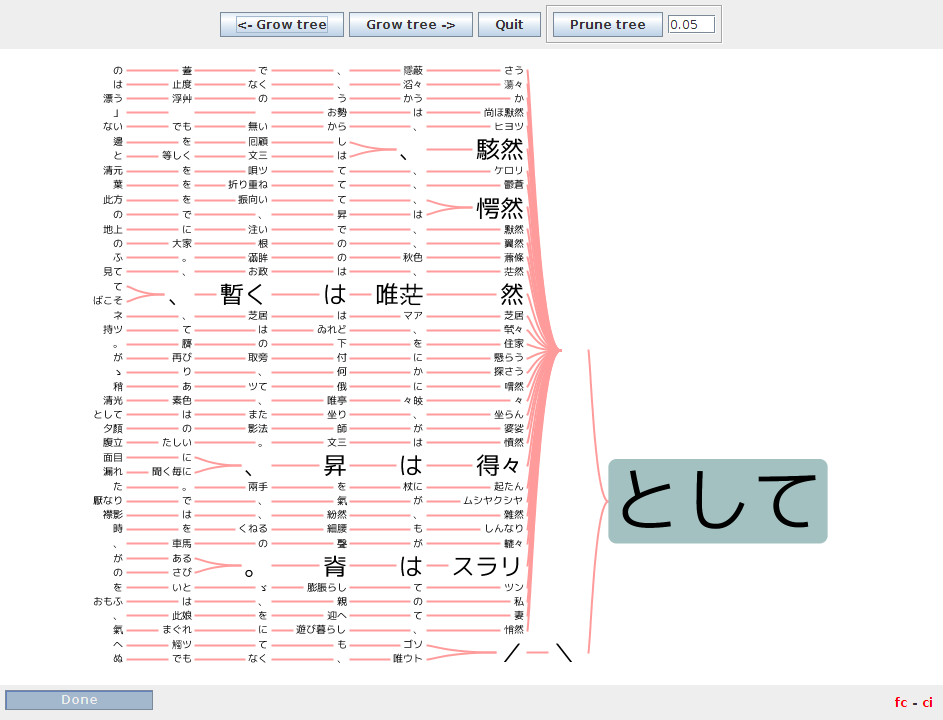 <- Grow tree Grow tree -> Quit Prune tree 0.05
の 蓋 で 、 隠蔽 さう
は 止度 なく 、 滔々 蕩々
漂う 浮艸 の う かう か
」 お勢 は 尚ほ黙然
ない でも 無い から 、 ヒヨツ
邊 を 回顧 し
、 駭然
と 等しく 文三 は
清元 を 唄ツ て 、 ケロリ
葉 を 折り重ね て 、 鬱蒼
此方 を 振向い て 、
愕然
の で 、 昇 は
地上 に 注い で 、 黙然
の 大家 根 の 、 翼然
ふ 。 滿眸 の 秋色 蕭條
見て 、 お政 は 、 茫然
て
、 暫く は 唯茫 然
ばこそ
ネ 、 芝居 は マア 芝居
持ツ て は ゐれど 、
。 臍 の 下 を 住家
が 再び 取旁 付 に 懸らう
ゝ り 、 何 か 探さう
稍 あ ツて 俄 に 喟然
清光 素色 、 唯亭 々皎 々
として は また 坐り 、 坐らん
夕顔 の 影法 師 が 婆娑
腹立 たしい 。 文三 は 憤然
面目 に
、 昇 は 得々
漏れ 聞く毎に
た 。 兩手 を 杖に 起たん
厭なり で 、 氣 が ムシヤクシヤ
襟影 は 、 紛然 、 雜然
時 を くねる 細腰 も しんなり
、 車馬 の 聲 が 轆々
が ある
。 脊 は スラリ
の さび
を いと ゞ 膨脹らし て ツン
おもふ は 、 親 の 私
、 此娘 を 迎へ て 妻
氣 まぐれ に 遊び暮らし 、 悄然
へ 縋ツ て も ゴソ
/ \
ぬ でも なく 、 唯ウト
として
Done fc - ci